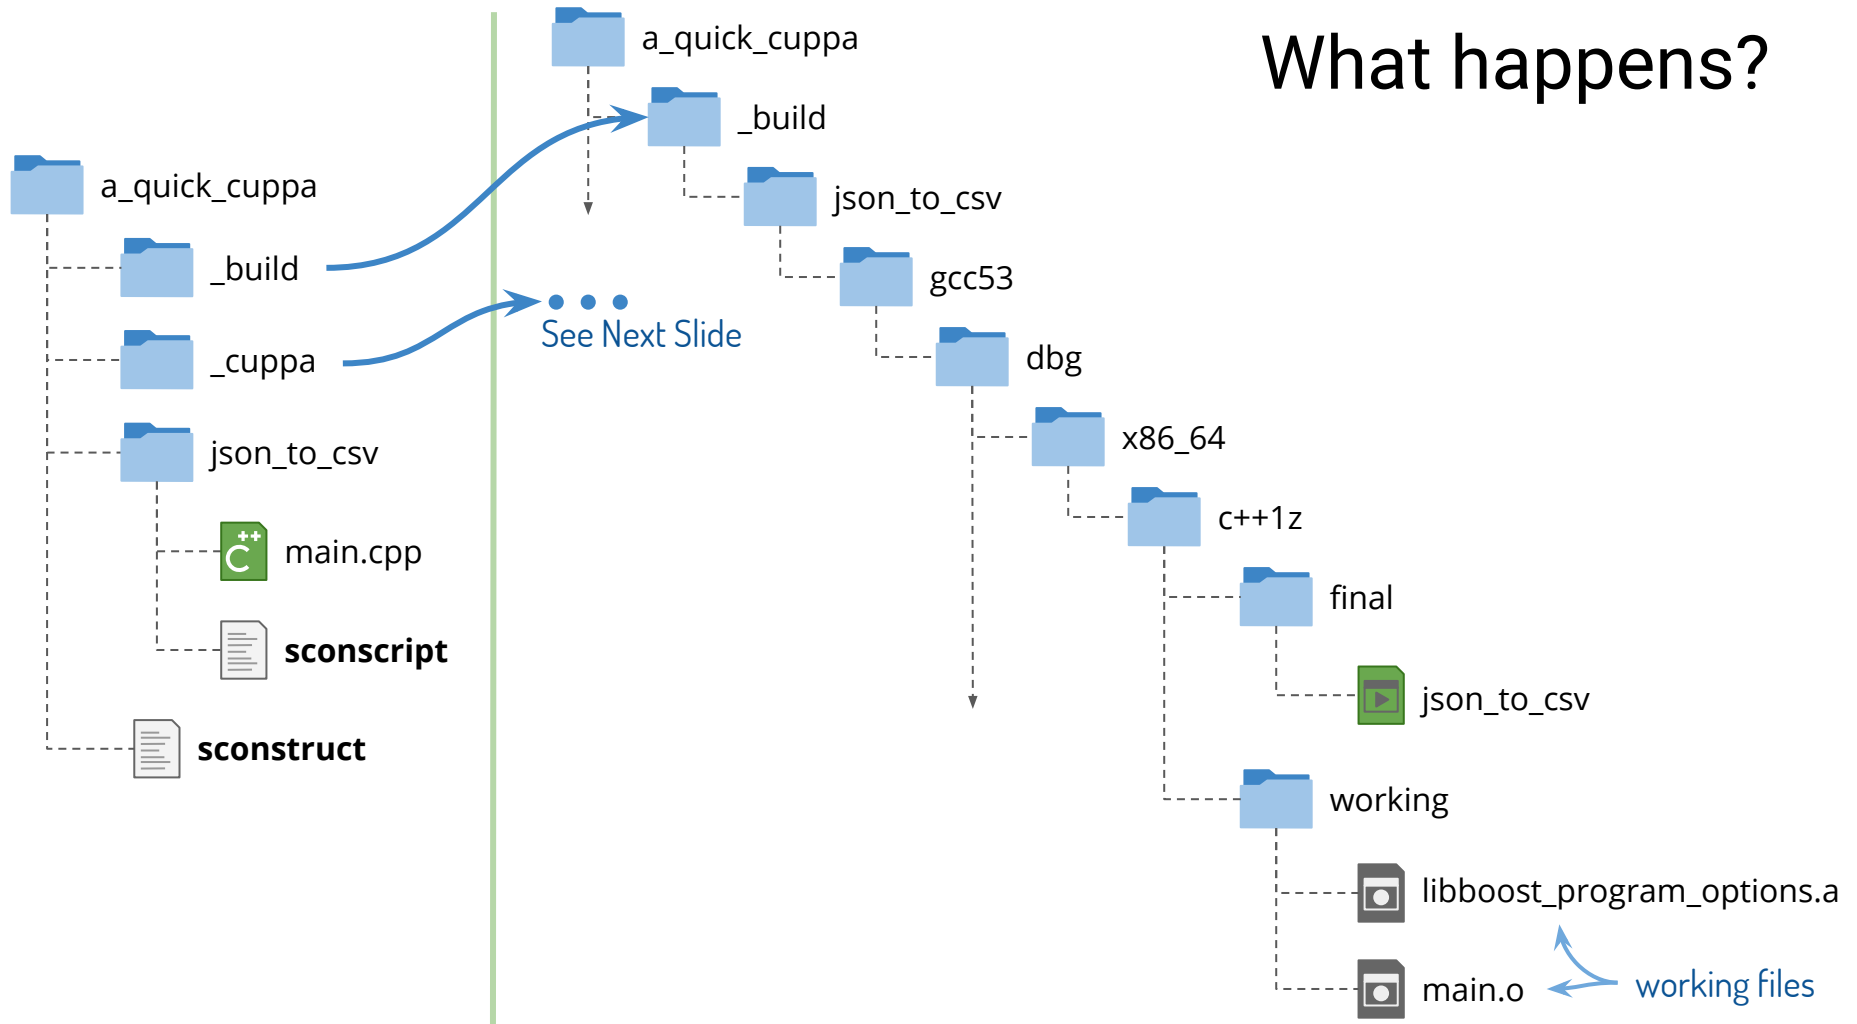 What happens?
a_quick_cuppa
_build
_cuppa
json_to_csv
C++
main.cpp
sconscript
sconstruct
a_quick_cuppa
_build
json_to_csv
gcc53
dbg
x86_64
c++1z
final
json_to_csv
working
libboost_program_options.a
main.o
working files
See Next Slide